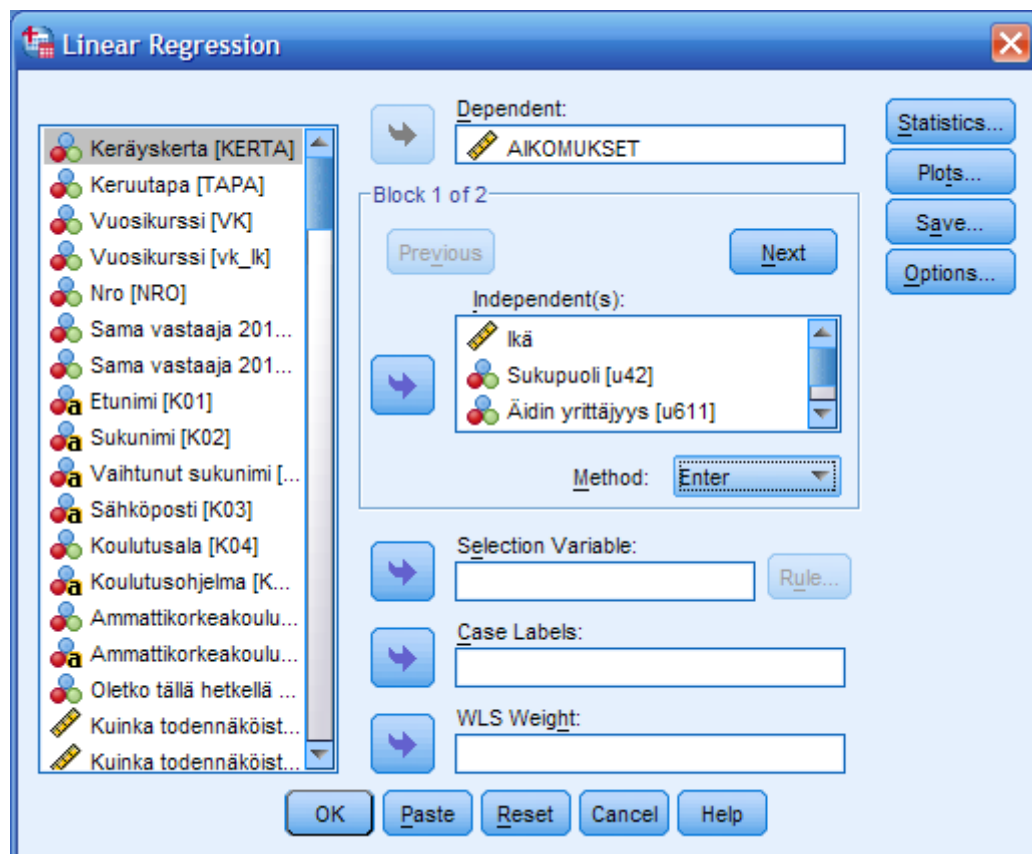 Linear Regression
Keräyskerta [KERTA]
Keruutapa [TAPA]
Vuosikurssi [VK]
Vuosikurssi [vk_lk]
Nro [NRO]
Sama vastaaja 201...
Sama vastaaja 201...
Etunimi [K01]
Sukunimi [K02]
Vaihtunut sukunimi [...
Sähköposti [K03]
Koulutusala [K04]
Koulutusohjelma [K...
Ammattikorkeakoulu...
Ammattikorkeakoulu...
Oletko tällä hetkellä ...
Kuinka todennäköist...
Kuinka todennäköist...
Dependent:
AIKOMUKSET
Block 1 of 2
Previous
Next
Independent(s):
Ikä
Sukupuoli [u42]
Äidin yrittäjyys [u611]
Method:
Enter
Selection Variable:
Rule...
Case Labels:
WLS Weight:
Statistics...
Plots...
Save...
Options...
OK
Paste
Reset
Cancel
Help